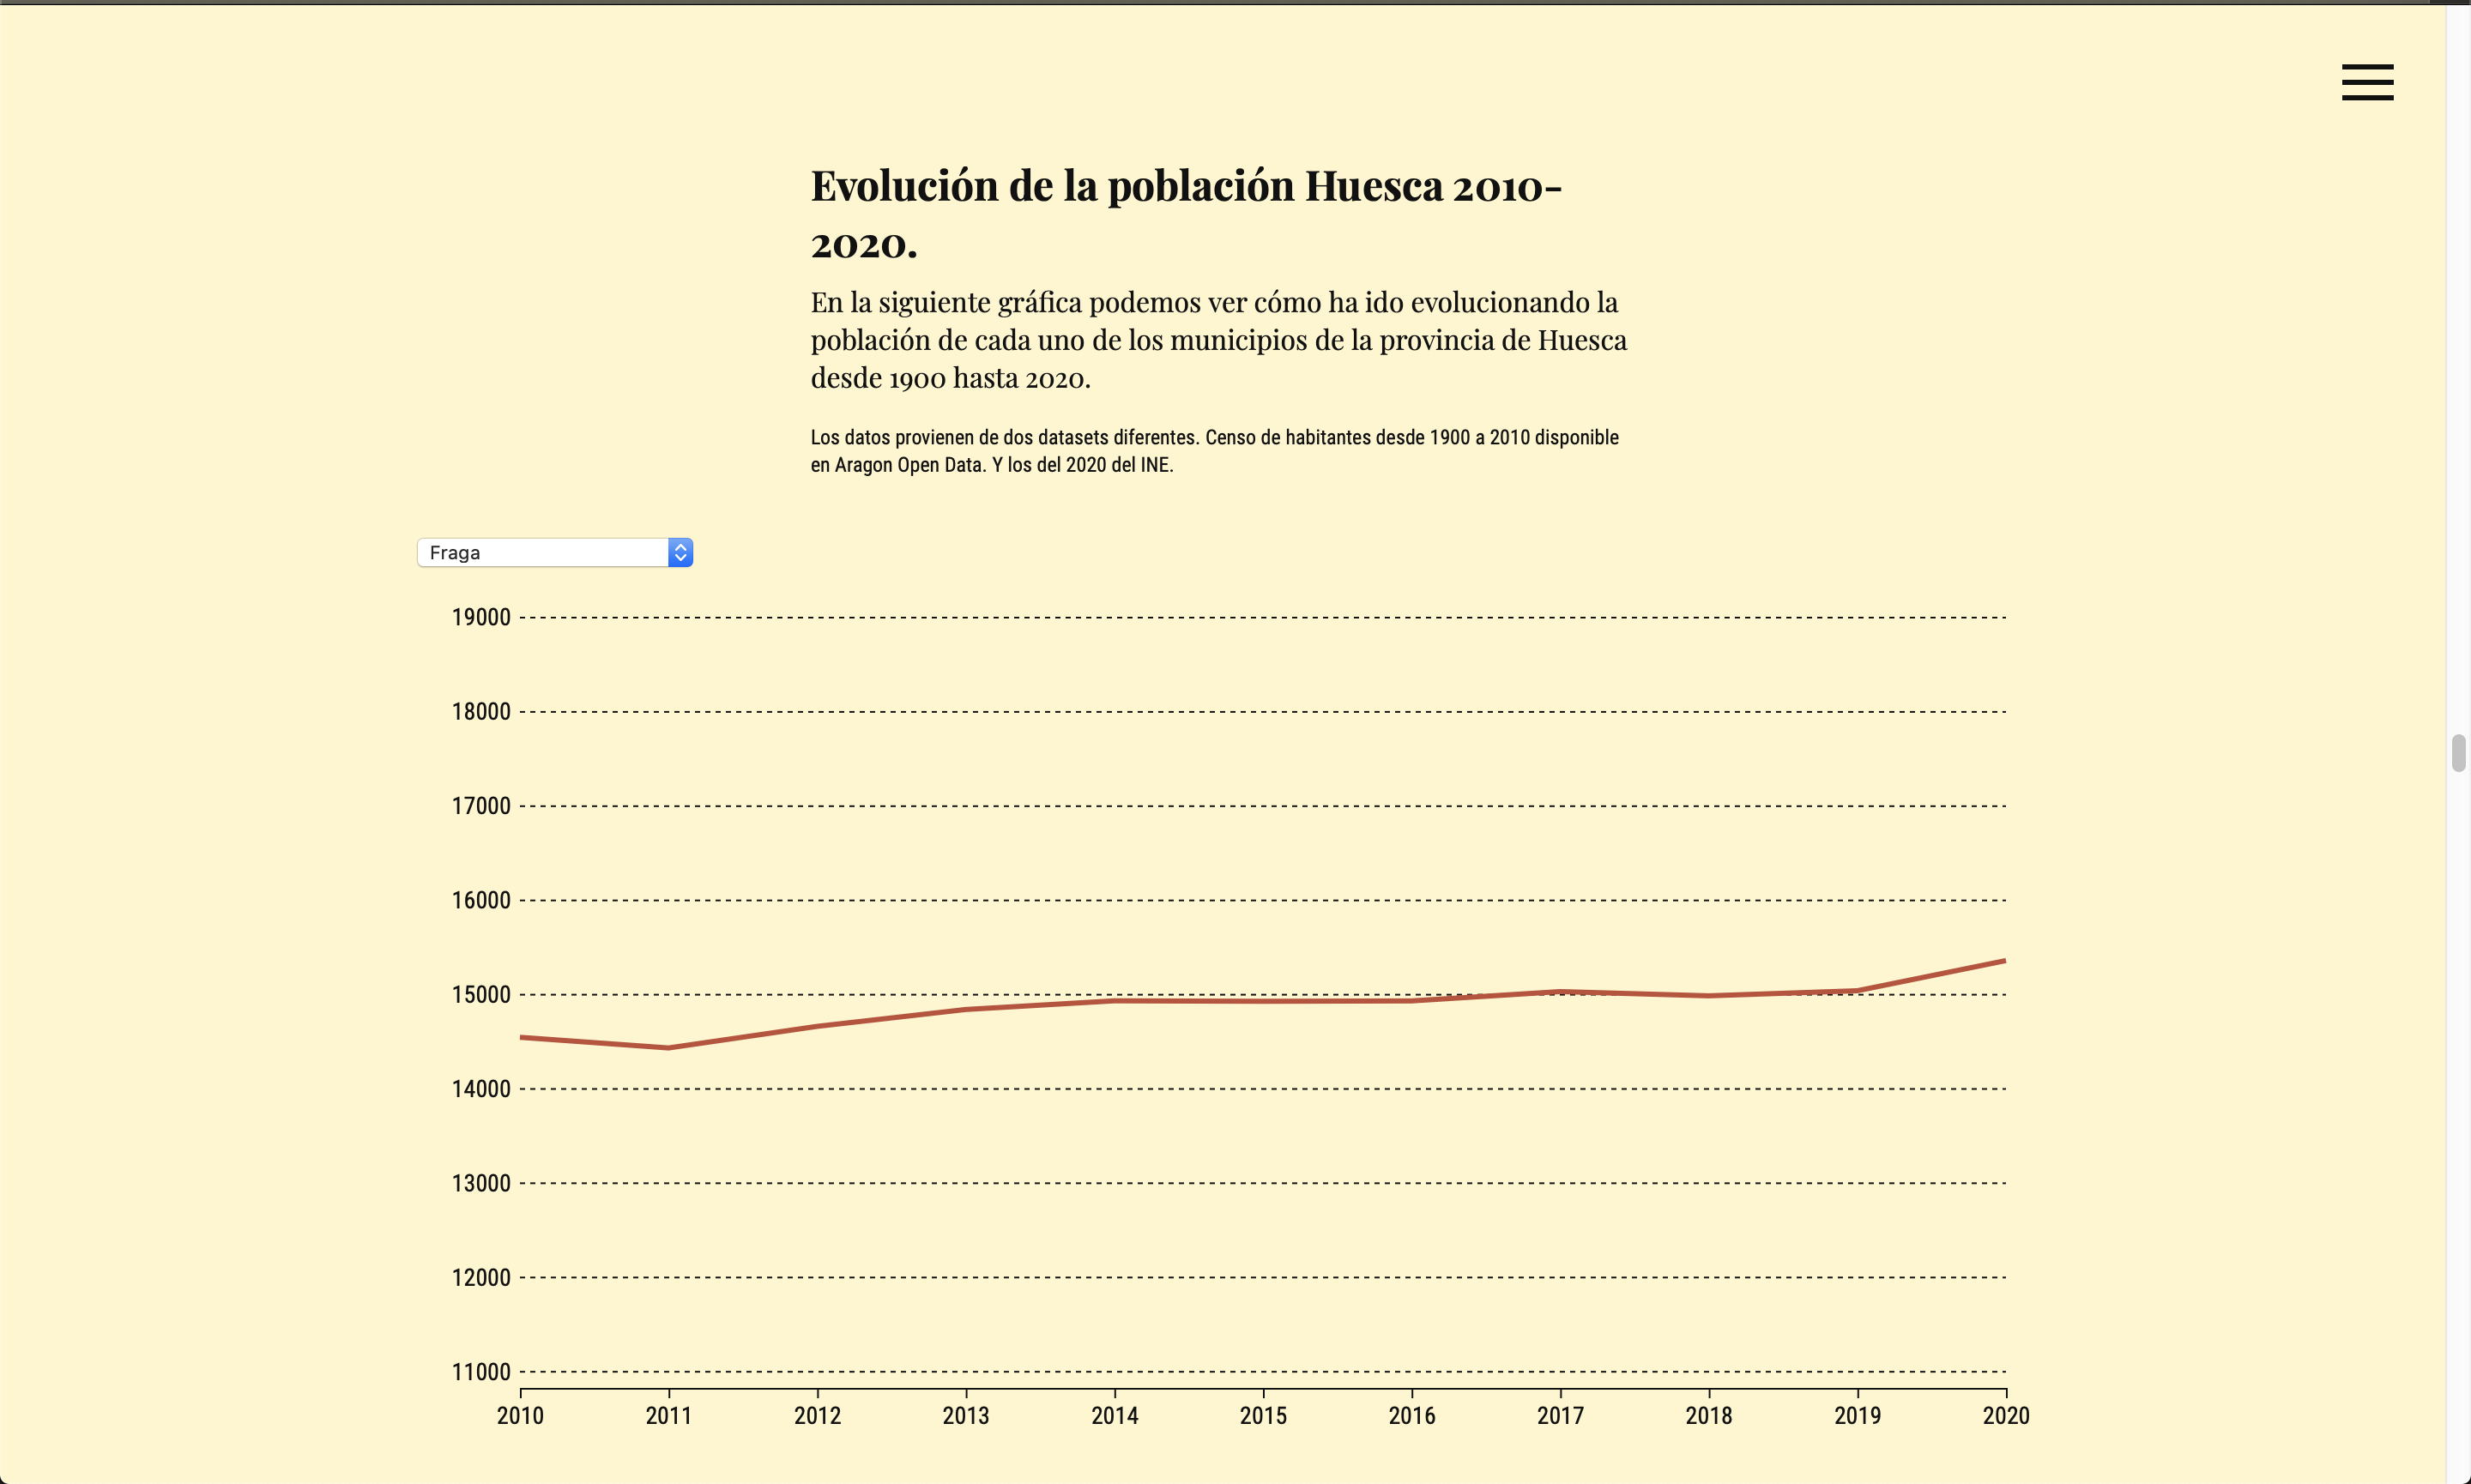 Evolución de la población Huesca 2010-
2020.
En la siguiente gráfica podemos ver cómo ha ido evolucionando la
población de cada uno de los municipios de la provincia de Huesca
desde 1900 hasta 2020.
Los datos provienen de dos datasets diferentes. Censo de habitantes desde 1900 a 2010 disponible
en Aragon Open Data. Y los del 2020 del INE.
Fraga
19000
18000
17000
16000
15000
14000
13000
12000
11000
2010 2011 2012 2013 2014 2015 2016 2017 2018 2019 2020